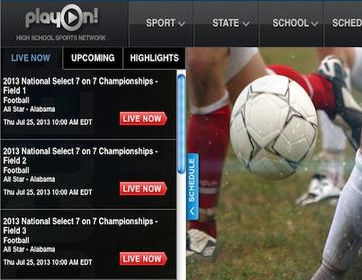 playOn!
HIGH SCHOOL SPORTS NETWORK
SPORT
STATE
SCHOOL
SCHED
LIVE NOW
UPCOMING
HIGHLIGHTS
2013 National Select 7 on 7 Championships -
Field 1
Football
All Star - Alabama
Thu Jul 25, 2013 10:00 AM EDT
LIVE NOW
2013 National Select 7 on 7 Championships -
Field 2
Football
All Star - Alabama
Thu Jul 25, 2013 10:00 AM EDT
LIVE NOW
2013 National Select 7 on 7 Championships -
Field 3
Football
All Star - Alabama
Thu Jul 25, 2013 10:00 AM EDT
LIVE NOW
SCHEDULE